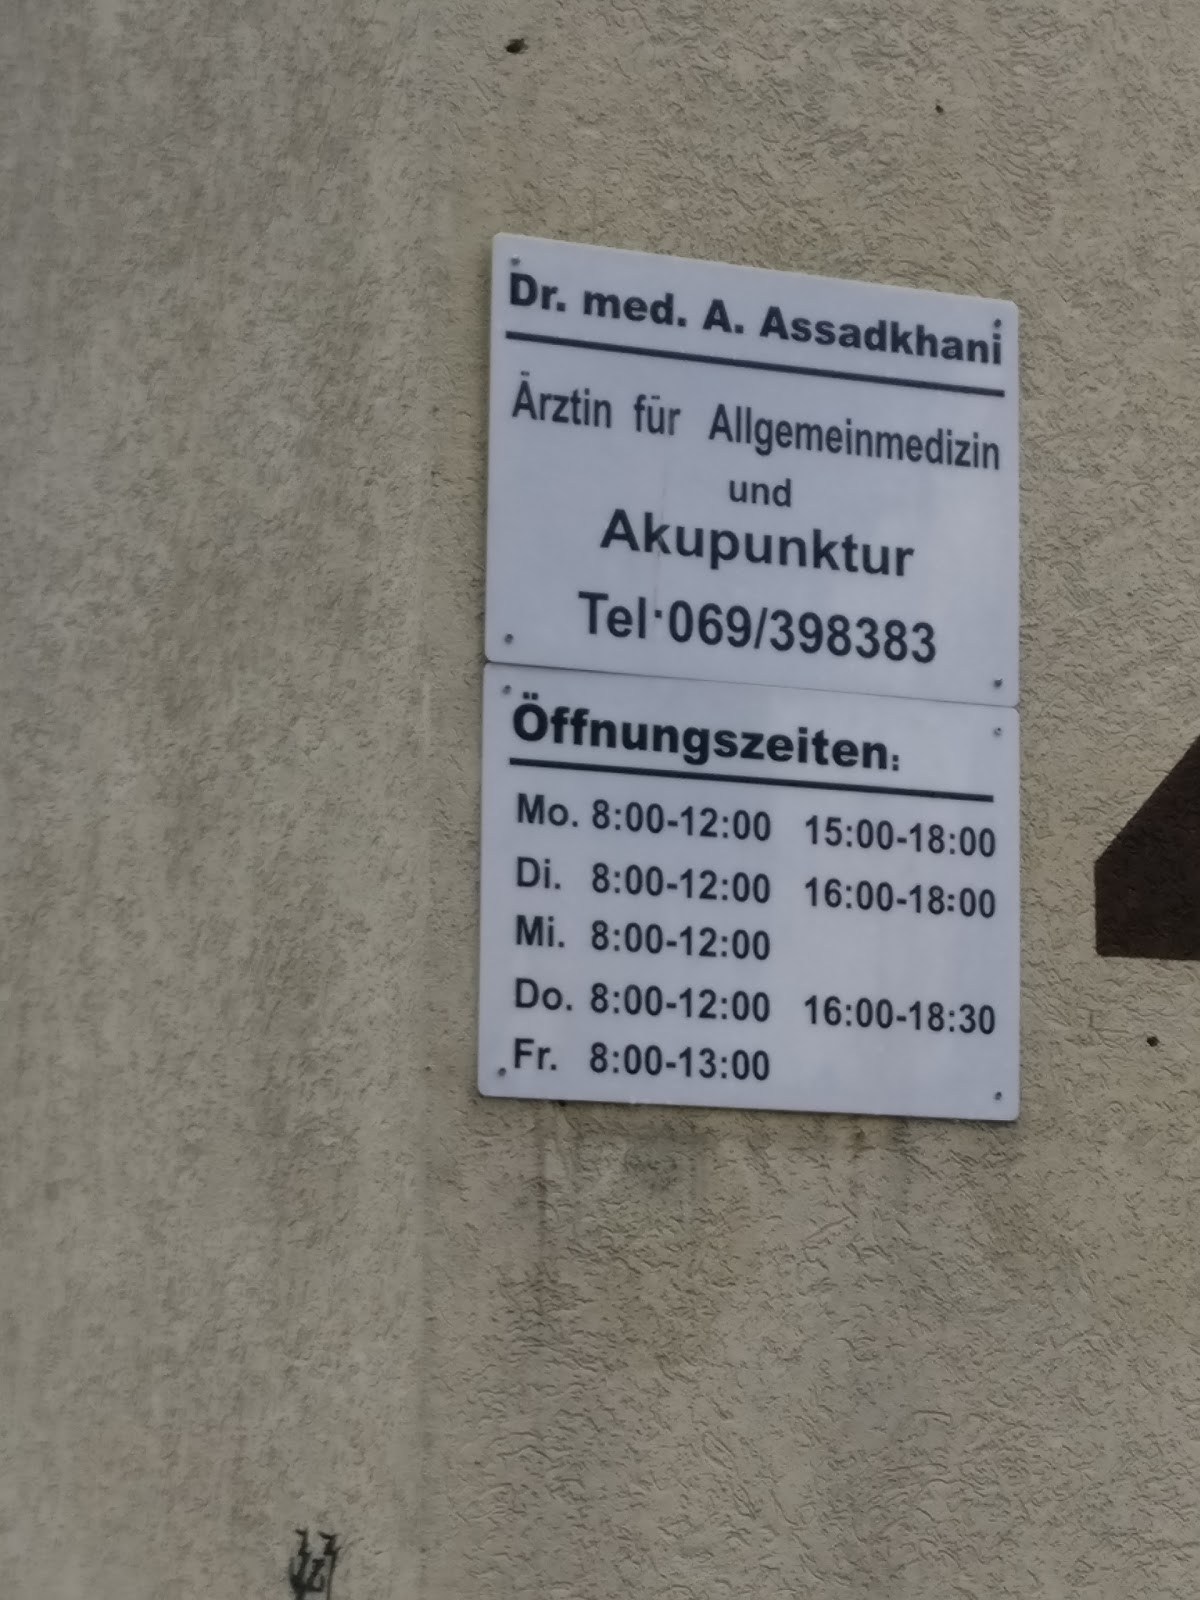 Dr. med. A. Assadkhani
Ärztin für Allgemeinmedizin
und
Akupunktur
Tel·069/398383
Öffnungszeiten:
Mo. 8:00-12:00 15:00-18:00
Di. 8:00-12:00 16:00-18:00
Mi. 8:00-12:00
Do. 8:00-12:00 16:00-18:30
Fr. 8:00-13:00